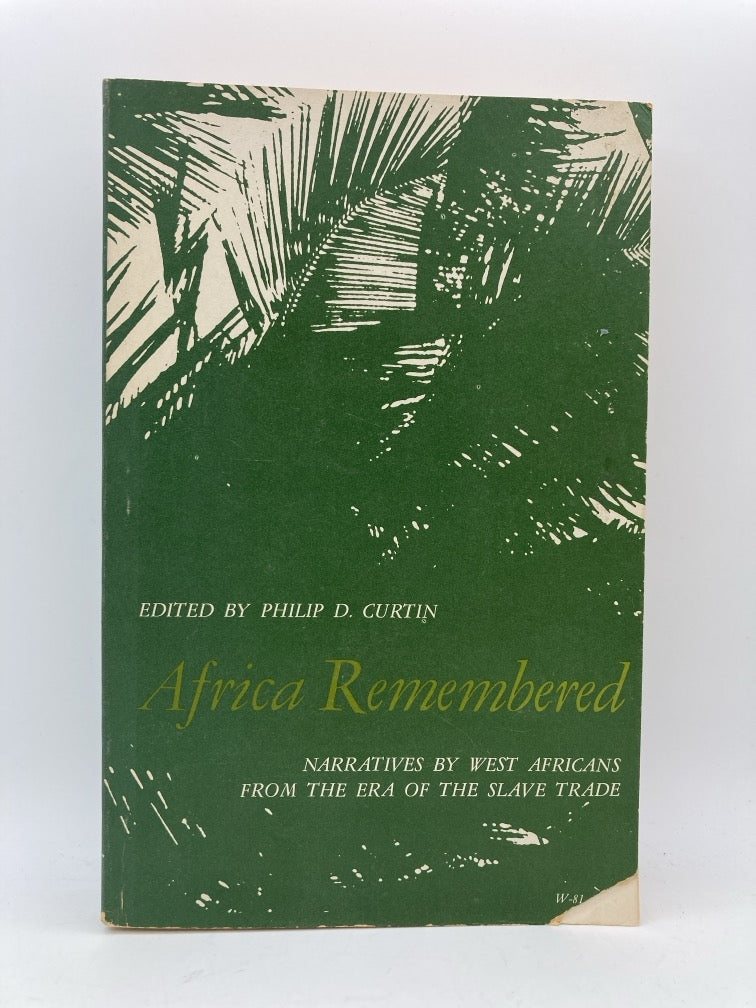 EDITED BY PHILIP D. CURTIN
Africa Remembered
NARRATIVES BY WEST AFRICANS
FROM THE ERA OF THE SLAVE TRADE
W-81